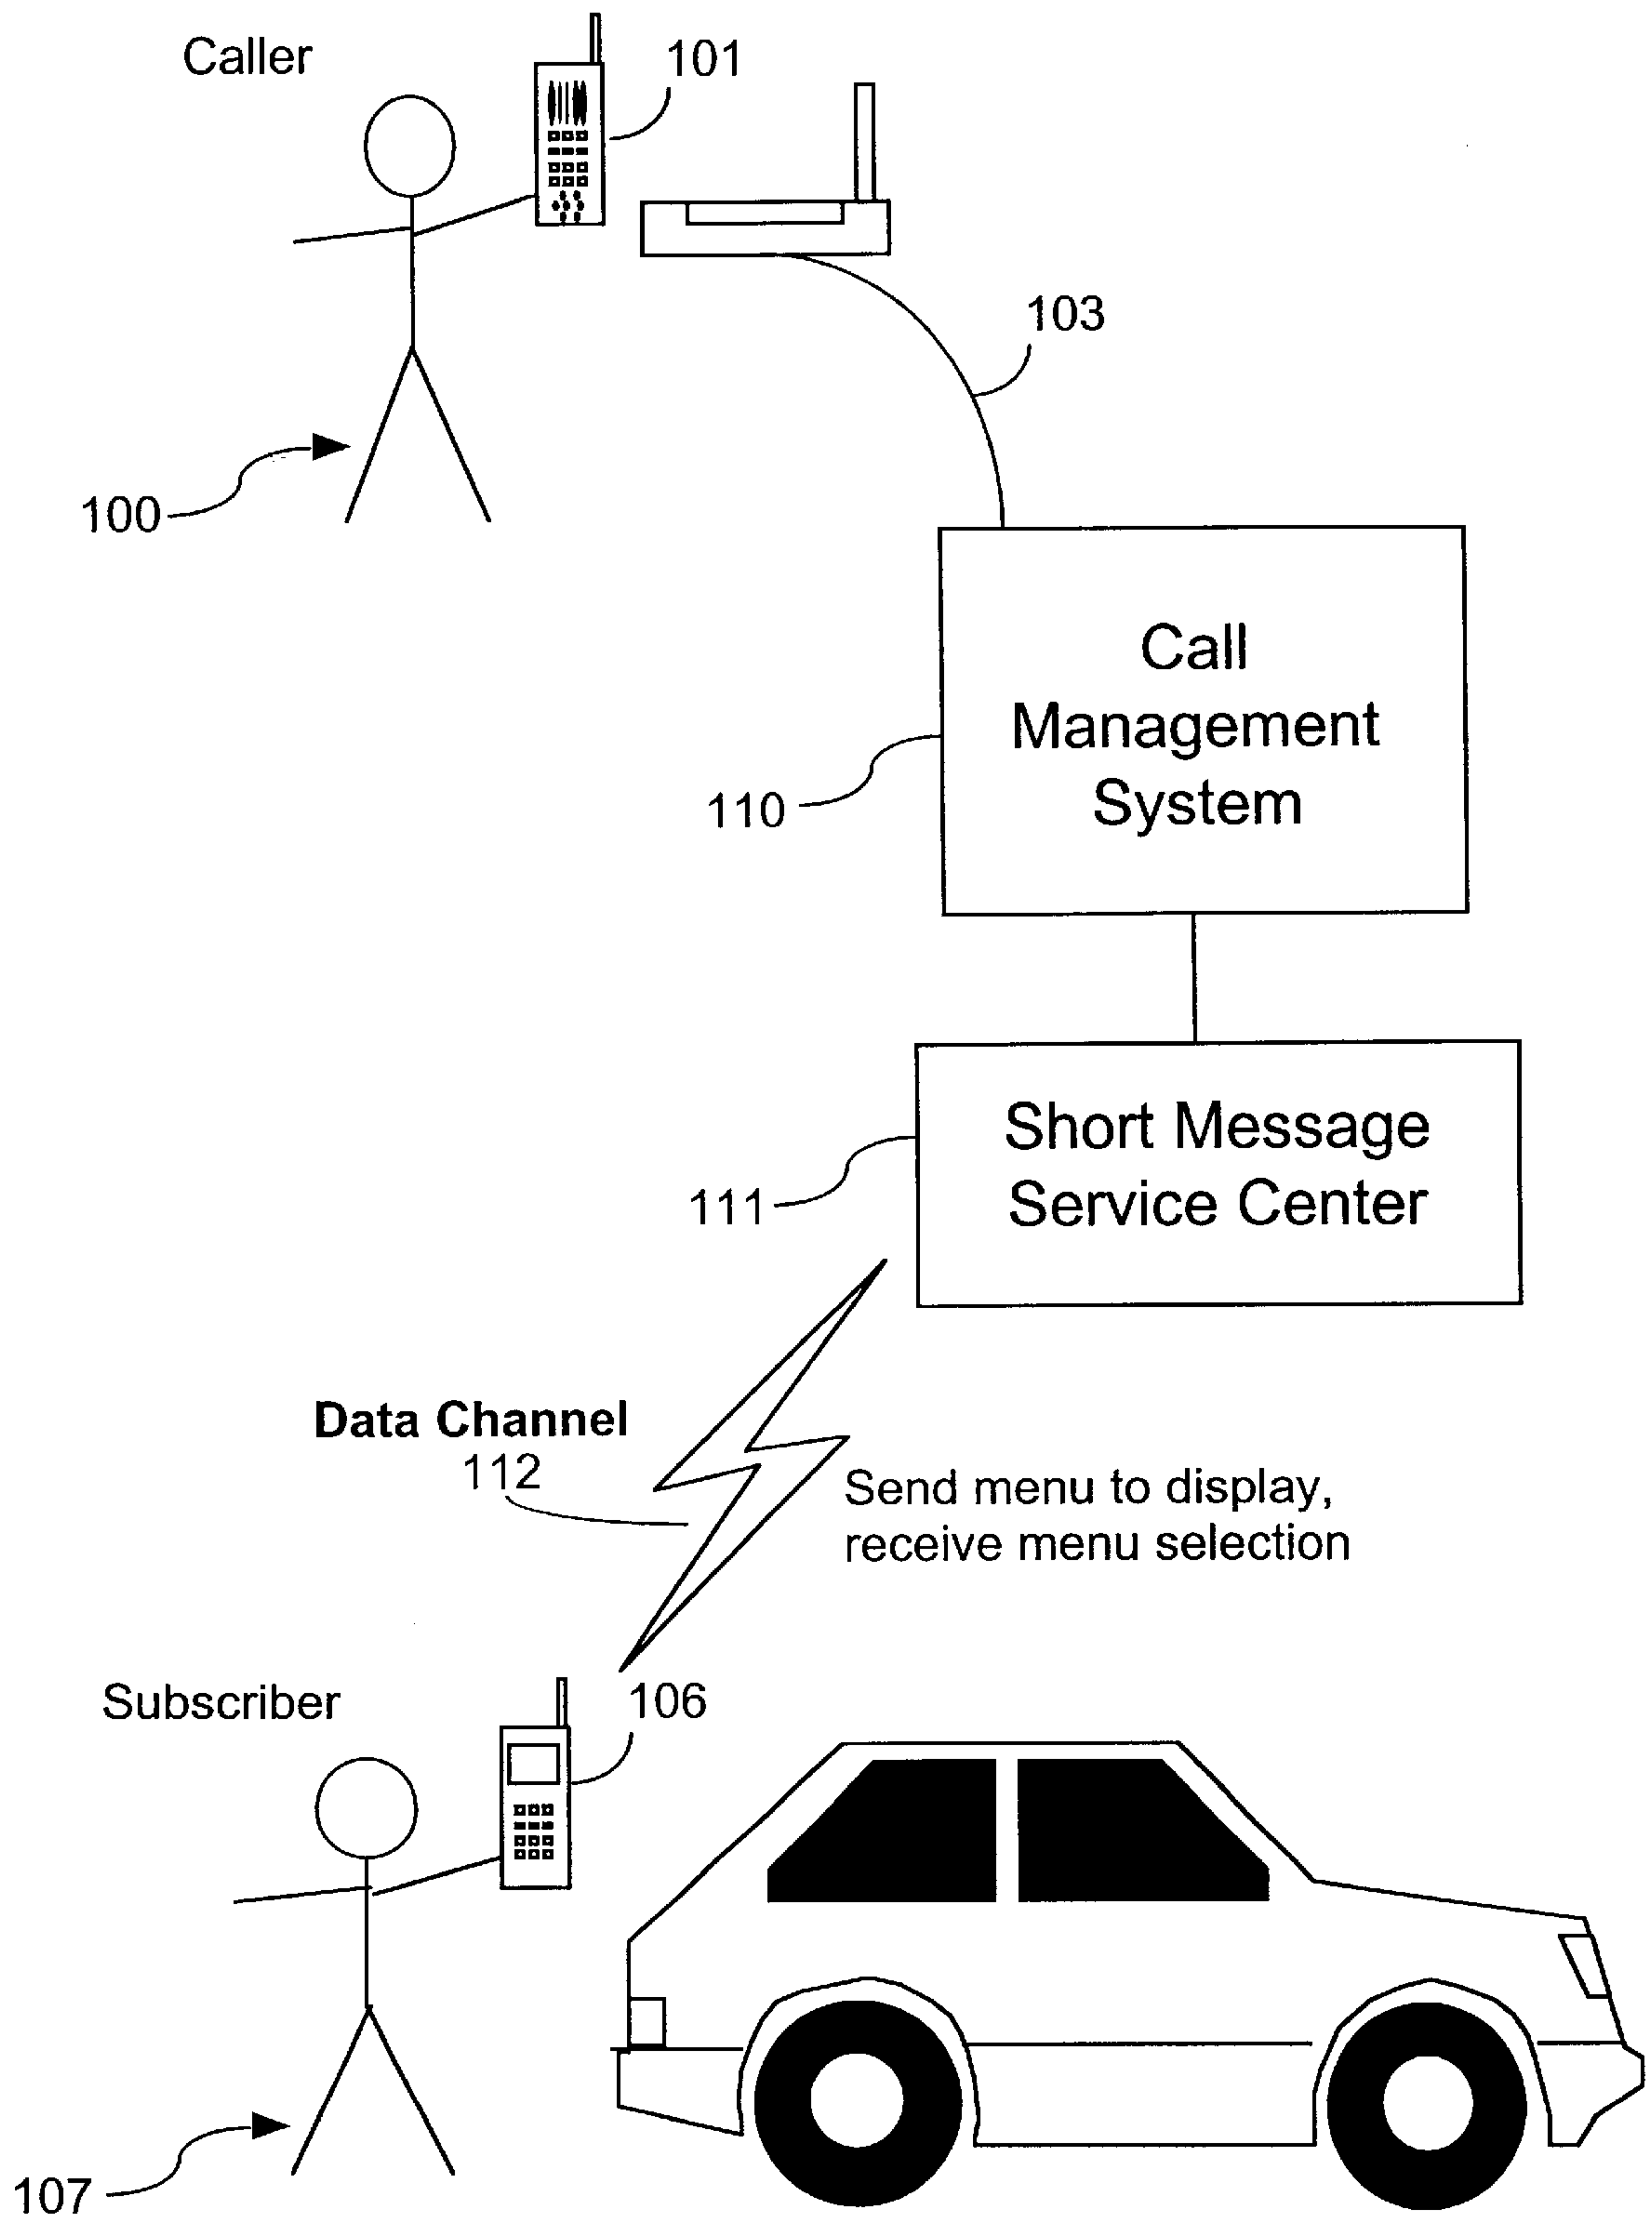 Caller
101
103
100
Call
Management
System
110
Short Message
Service Center
111
Data Channel
112
Send menu to display,
receive menu selection
Subscriber
106
107